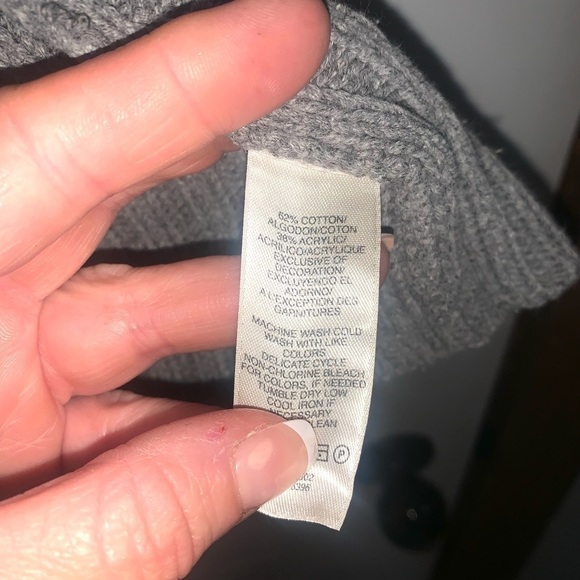 62% COTTON/
ALGODON/COTON
38% ACRYLIC/
ACRILICO/ACRYLIQUE
EXCLUSIVE OF
DECORATION/
EXCLUYENDO EL
ADORNO/
A L'EXCEPTION DES
GARNITURES
MACHINE WASH COLD
WASH WITH LIKE
COLORS
DELICATE CYCLE
NON-CHLORINE BLEACH
FOR COLORS, IF NEEDED
TUMBLE DRY LOW
COOL IRON IF
NECESSARY
P